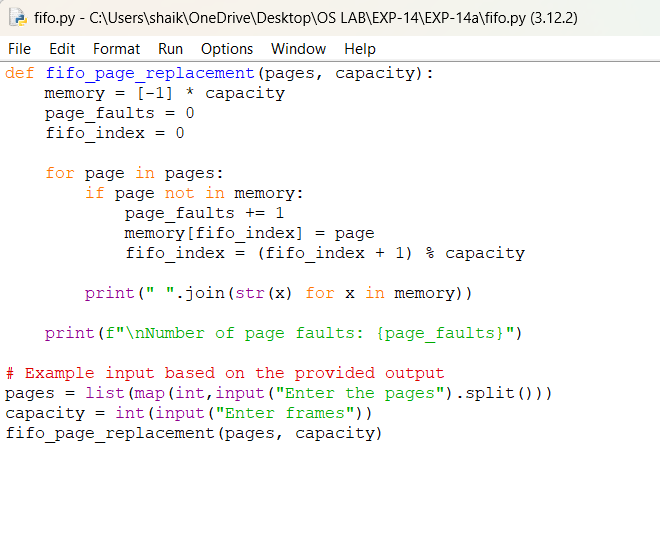 fifo.py - C:\Users\shaik\OneDrive\Desktop\OS LAB\EXP-14\EXP-14a\fifo.py (3.12.2)
File Edit Format Run Options Window Help
def fifo_page_replacement(pages, capacity):
    memory = [-1] * capacity
    page_faults = 0
    fifo_index = 0

    for page in pages:
        if page not in memory:
            page_faults += 1
            memory[fifo_index] = page
            fifo_index = (fifo_index + 1) % capacity

        print(" ".join(str(x) for x in memory))

    print(f"\nNumber of page faults: {page_faults}")

# Example input based on the provided output
pages = list(map(int,input("Enter the pages").split()))
capacity = int(input("Enter frames"))
fifo_page_replacement(pages, capacity)